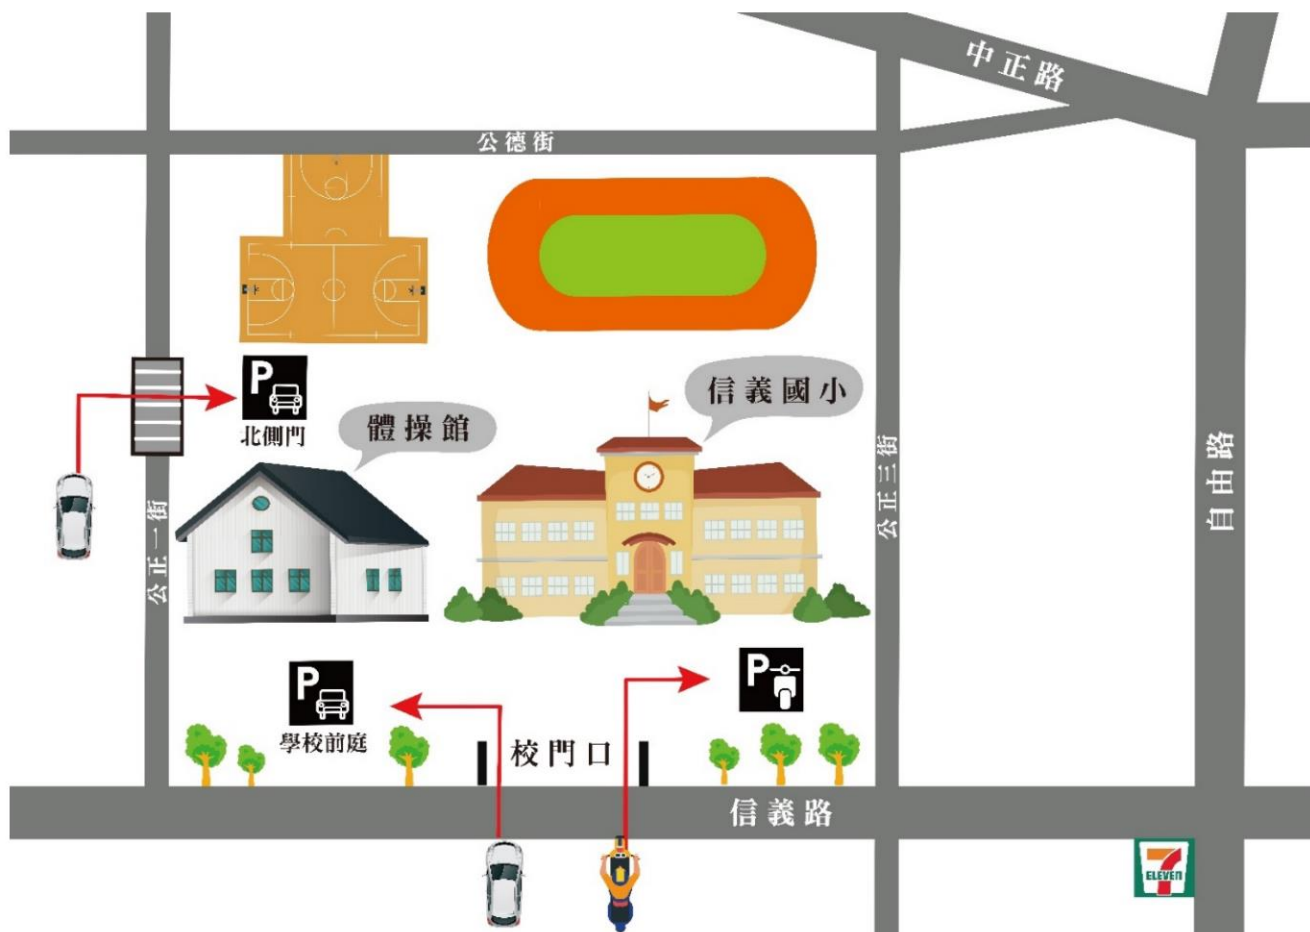 中正路
公德街
信義國小
P
北側門
體操館
公正一街
公正三街
自由路
P
學校前庭
P
校門口
信義路
7
ELEVEN